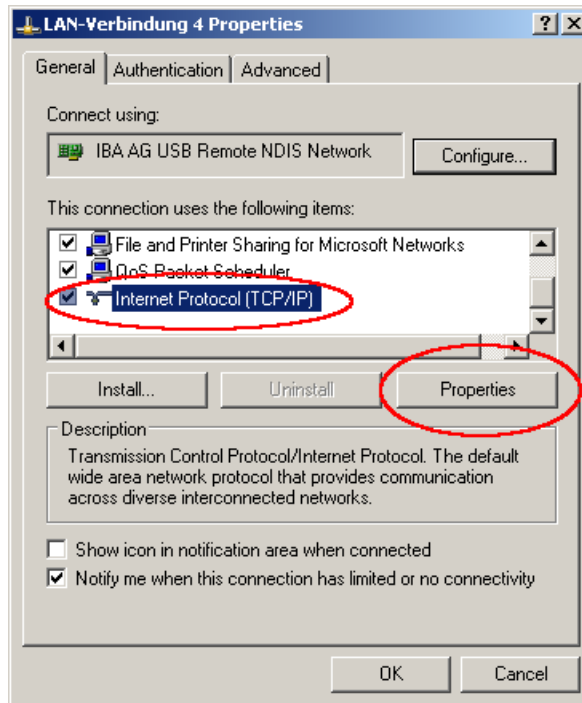 LAN-Verbindung 4 Properties
General Authentication Advanced
Connect using:
IBA AG USB Remote NDIS Network Configure...
This connection uses the following items:
File and Printer Sharing for Microsoft Networks
QoS Packet Scheduler
Internet Protocol (TCP/IP)
Install... Uninstall Properties
Description
Transmission Control Protocol/Internet Protocol. The default
wide area network protocol that provides communication
across diverse interconnected networks.
Show icon in notification area when connected
Notify me when this connection has limited or no connectivity
OK Cancel